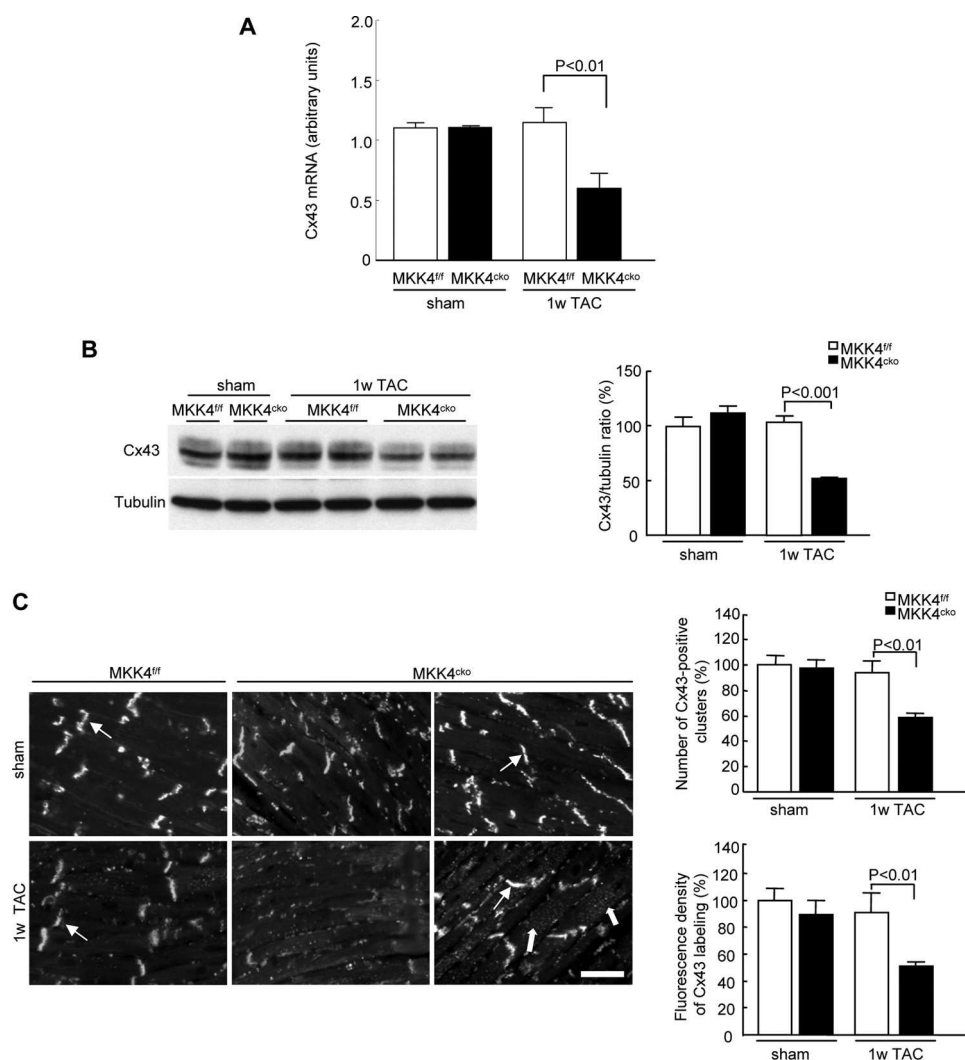 A
Cx43 mRNA (arbitrary units)
2.0
1.5
1.0
0.5
0
P<0.01
MKK4f/f MKK4cko MKK4f/f MKK4cko
sham 1w TAC
B
sham 1w TAC
MKK4f/f MKK4cko MKK4f/f MKK4cko
Cx43
Tubulin
MKK4f/f
MKK4cko
Cx43/tubulin ratio (%)
150
100
50
0
P<0.001
sham 1w TAC
C
MKK4f/f MKK4cko
sham
1w TAC
MKK4f/f
MKK4cko
Number of Cx43-positive
clusters (%)
140
120
100
80
60
40
20
0
P<0.01
sham 1w TAC
Fluorescence density
of Cx43 labeling (%)
140
120
100
80
60
40
20
0
P<0.01
sham 1w TAC